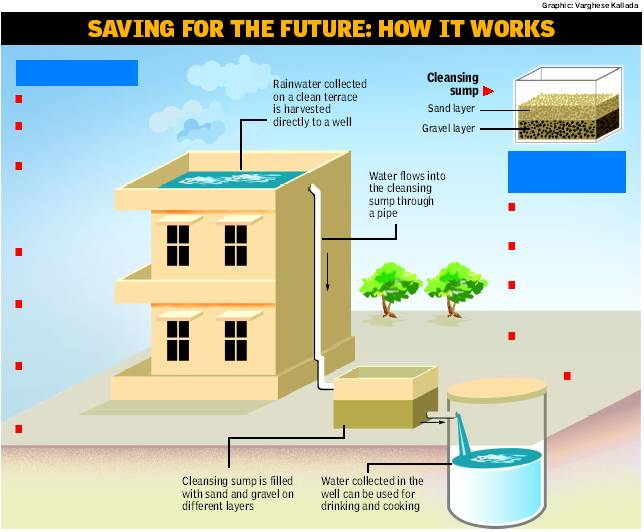 Graphic: Varghese Kallada
SAVING FOR THE FUTURE: HOW IT WORKS
Rainwater collected
on a clean terrace
is harvested
directly to a well
Cleansing
sump
Sand layer
Gravel layer
Water flows into
the cleansing
sump through
a pipe
Cleansing sump is filled
with sand and gravel on
different layers
Water collected in the
well can be used for
drinking and cooking